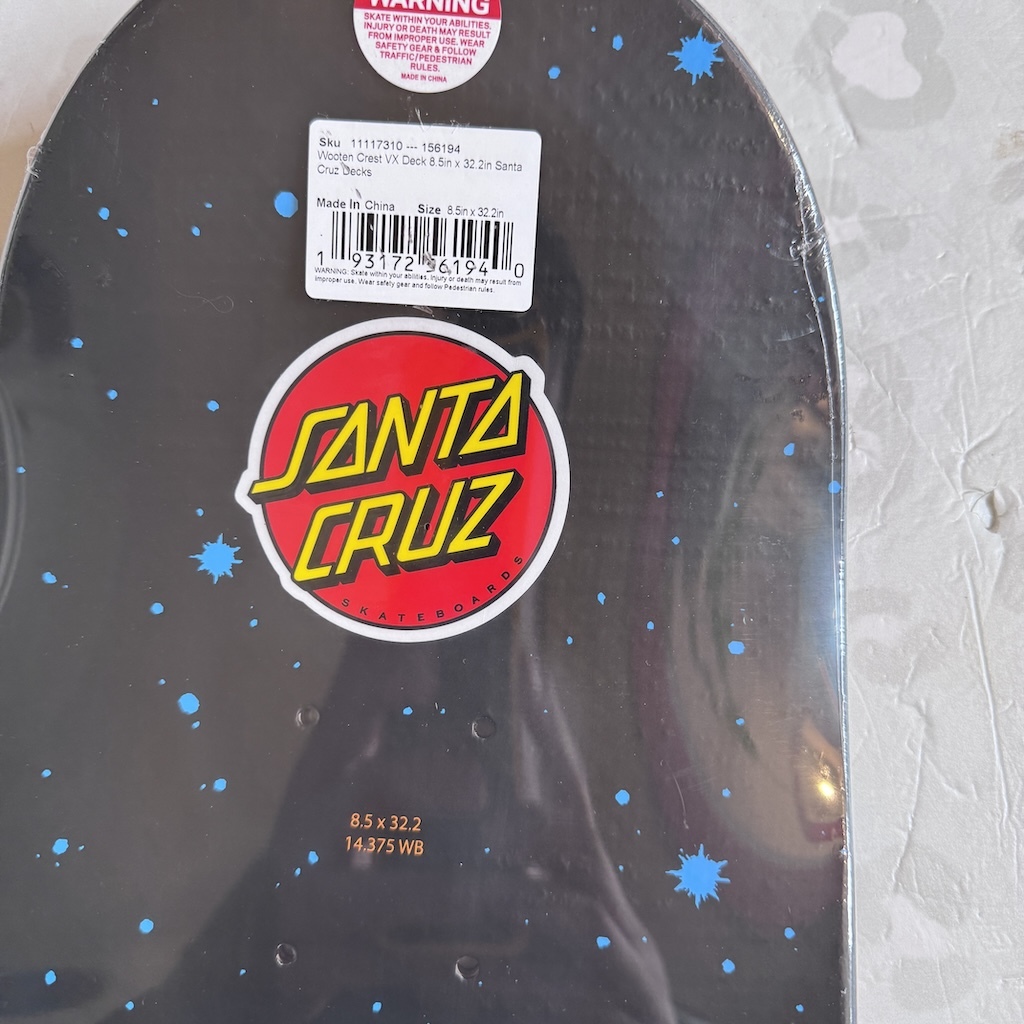 WARNING
SKATE WITHIN YOUR ABILITIES.
INJURY OR DEATH MAY RESULT
FROM IMPROPER USE. WEAR
SAFETY GEAR & FOLLOW
TRAFFIC/PEDESTRIAN
RULES.
MADE IN CHINA
Sku 11117310 --- 156194
Wooten Crest VX Deck 8.5in x 32.2in Santa
Cruz Decks
Made In China Size 8.5in x 32.2in
1 93172 56194 0
WARNING: Skate within your abilities. Injury or death may result from
improper use. Wear safety gear and follow Pedestrian rules.
SANTA
CRUZ
SKATEBOARDS
8.5 x 32.2
14.375 WB